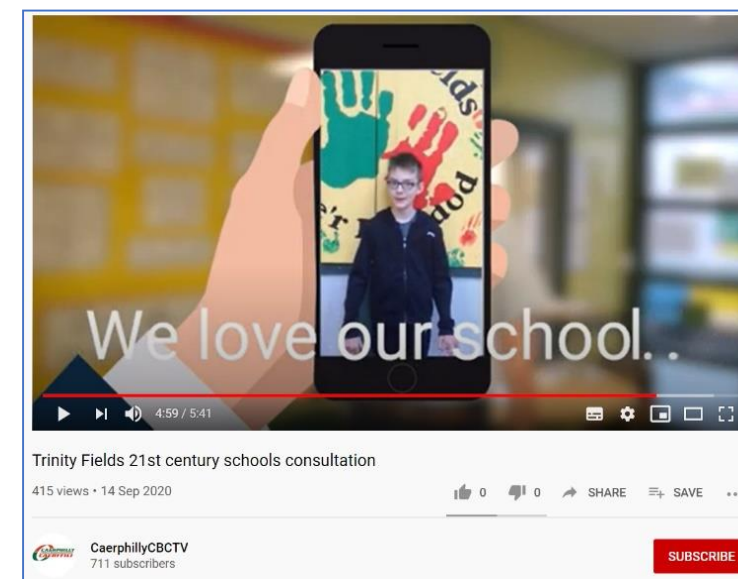 We love our school. .
4:59 / 5:41
Trinity Fields 21st century schools consultation
415 views • 14 Sep 2020
0
0
SHARE
SAVE
CaerphillyCBCTV
711 subscribers
SUBSCRIBE